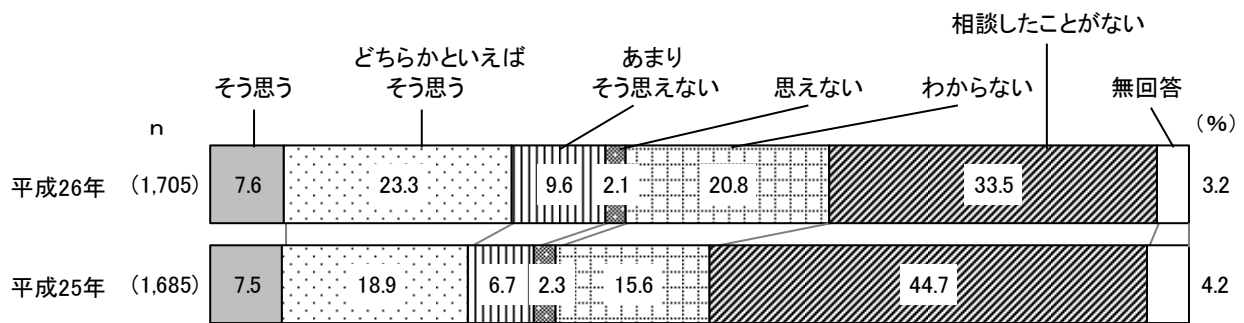 相談したことがない
どちらかといえば
そう思う
あまり
そう思えない
そう思う
思えない
わからない
無回答
n
(%)
平成26年 (1,705) 7.6 23.3 9.6 2.1 20.8 33.5 3.2
平成25年 (1,685) 7.5 18.9 6.7 2.3 15.6 44.7 4.2